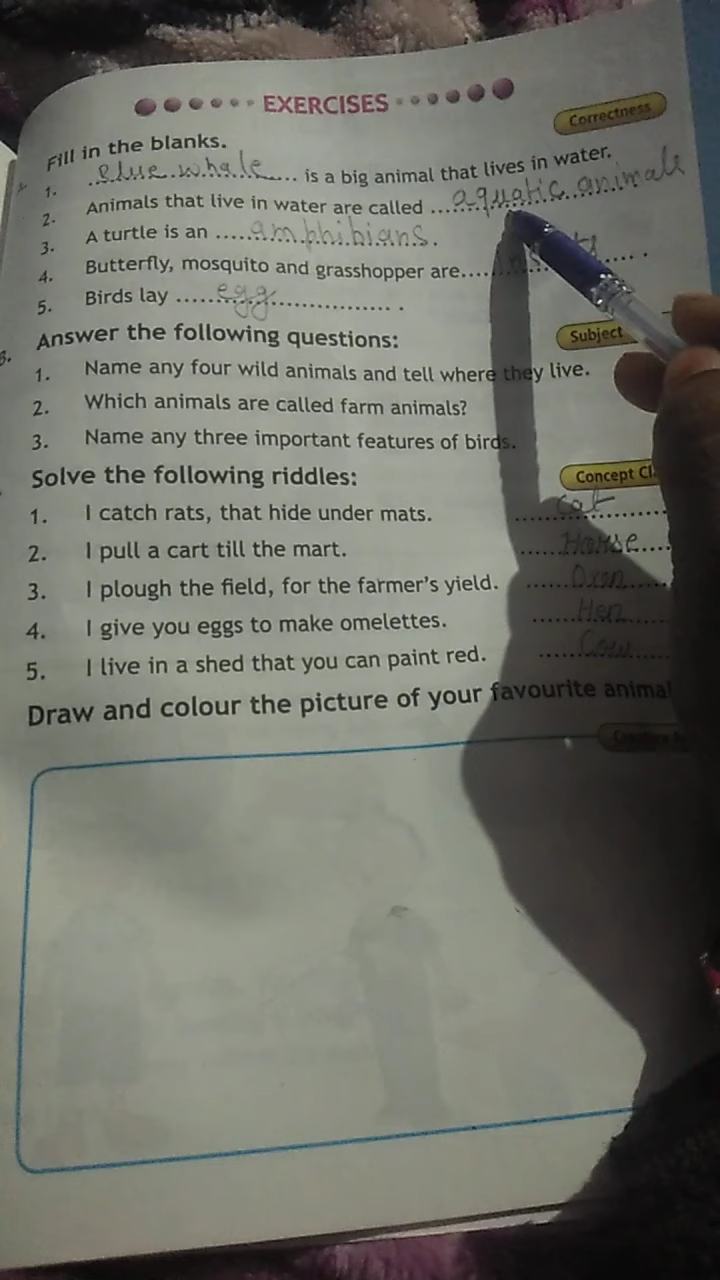 EXERCISES
Correctness
Fill in the blanks.
1. Blue whale is a big animal that lives in water.
2. Animals that live in water are called ... aquatic animals
3. A turtle is an ..... amphibians.
4. Butterfly, mosquito and grasshopper are....
5. Birds lay ...... egg .................. .
B. Answer the following questions:
Subject
1. Name any four wild animals and tell where they live.
2. Which animals are called farm animals?
3. Name any three important features of birds.
Solve the following riddles:
Concept
1. I catch rats, that hide under mats. Cat
2. I pull a cart till the mart. Horse
3. I plough the field, for the farmer's yield. Oxen
4. I give you eggs to make omelettes. Hen
5. I live in a shed that you can paint red. Cow
Draw and colour the picture of your favourite animal